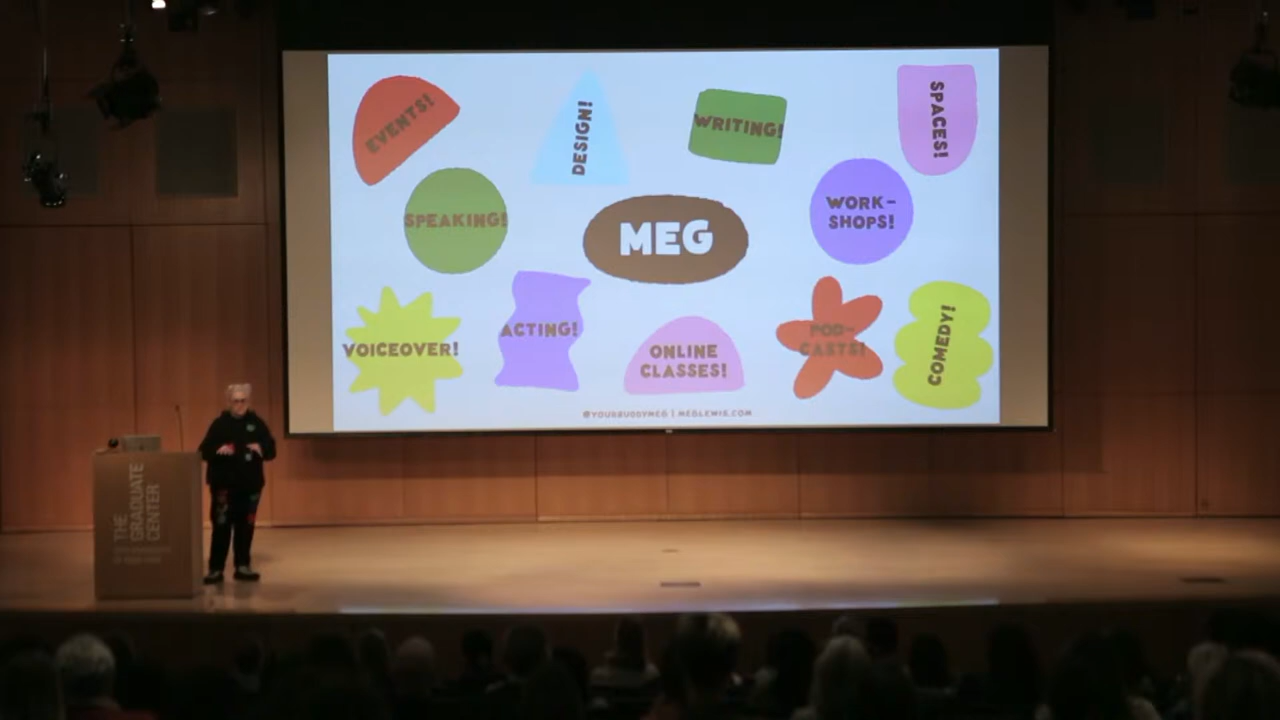 EVENTS!
DESIGN!
WRITING!
SPACES!
SPEAKING!
MEG
WORK-
SHOPS!
VOICEOVER!
ACTING!
ONLINE
CLASSES!
POD-
CASTS!
COMEDY!
@YOURBUDDYMEG | MEGLEWIS.COM
THE
GRADUATE
CENTER